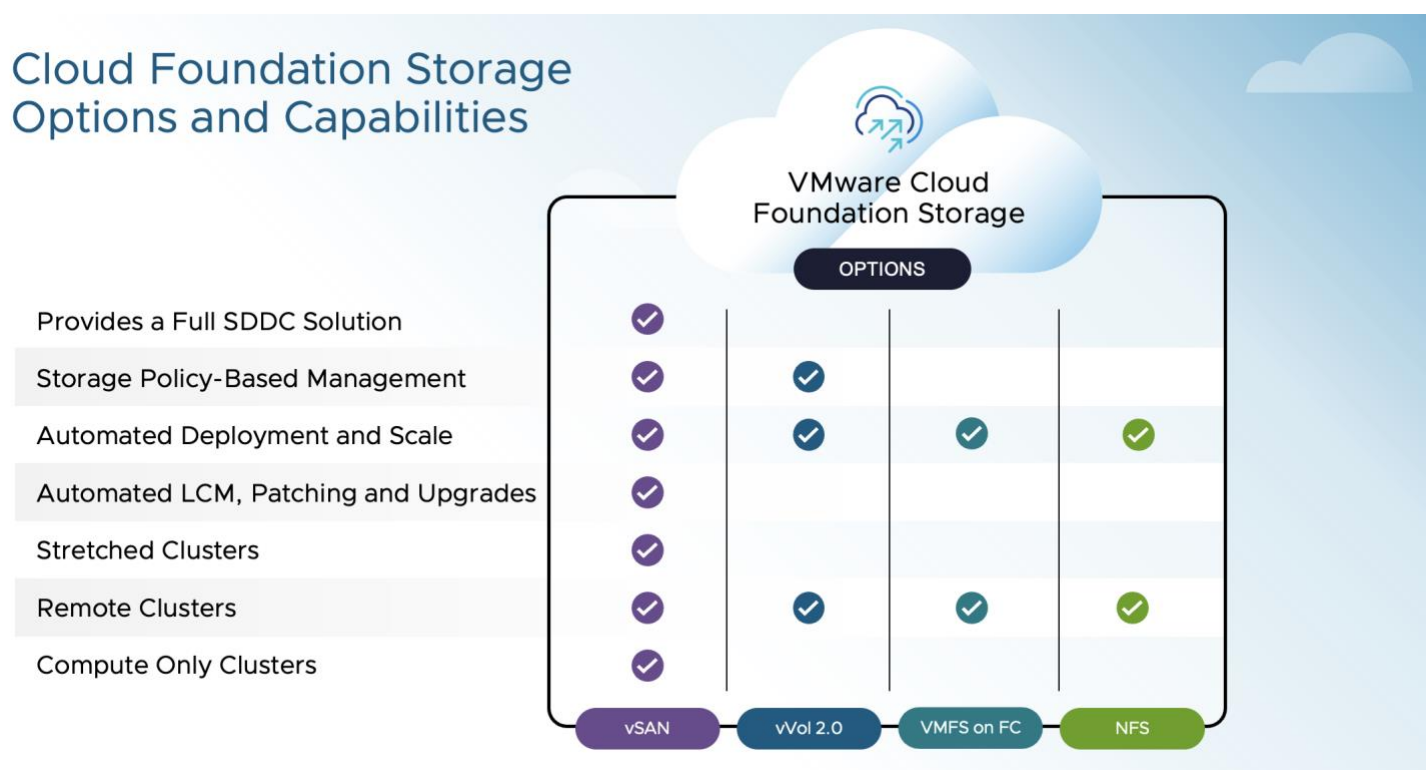 Cloud Foundation Storage
Options and Capabilities
VMware Cloud
Foundation Storage
OPTIONS
Provides a Full SDDC Solution
Storage Policy-Based Management
Automated Deployment and Scale
Automated LCM, Patching and Upgrades
Stretched Clusters
Remote Clusters
Compute Only Clusters
vSAN
vVol 2.0
VMFS on FC
NFS